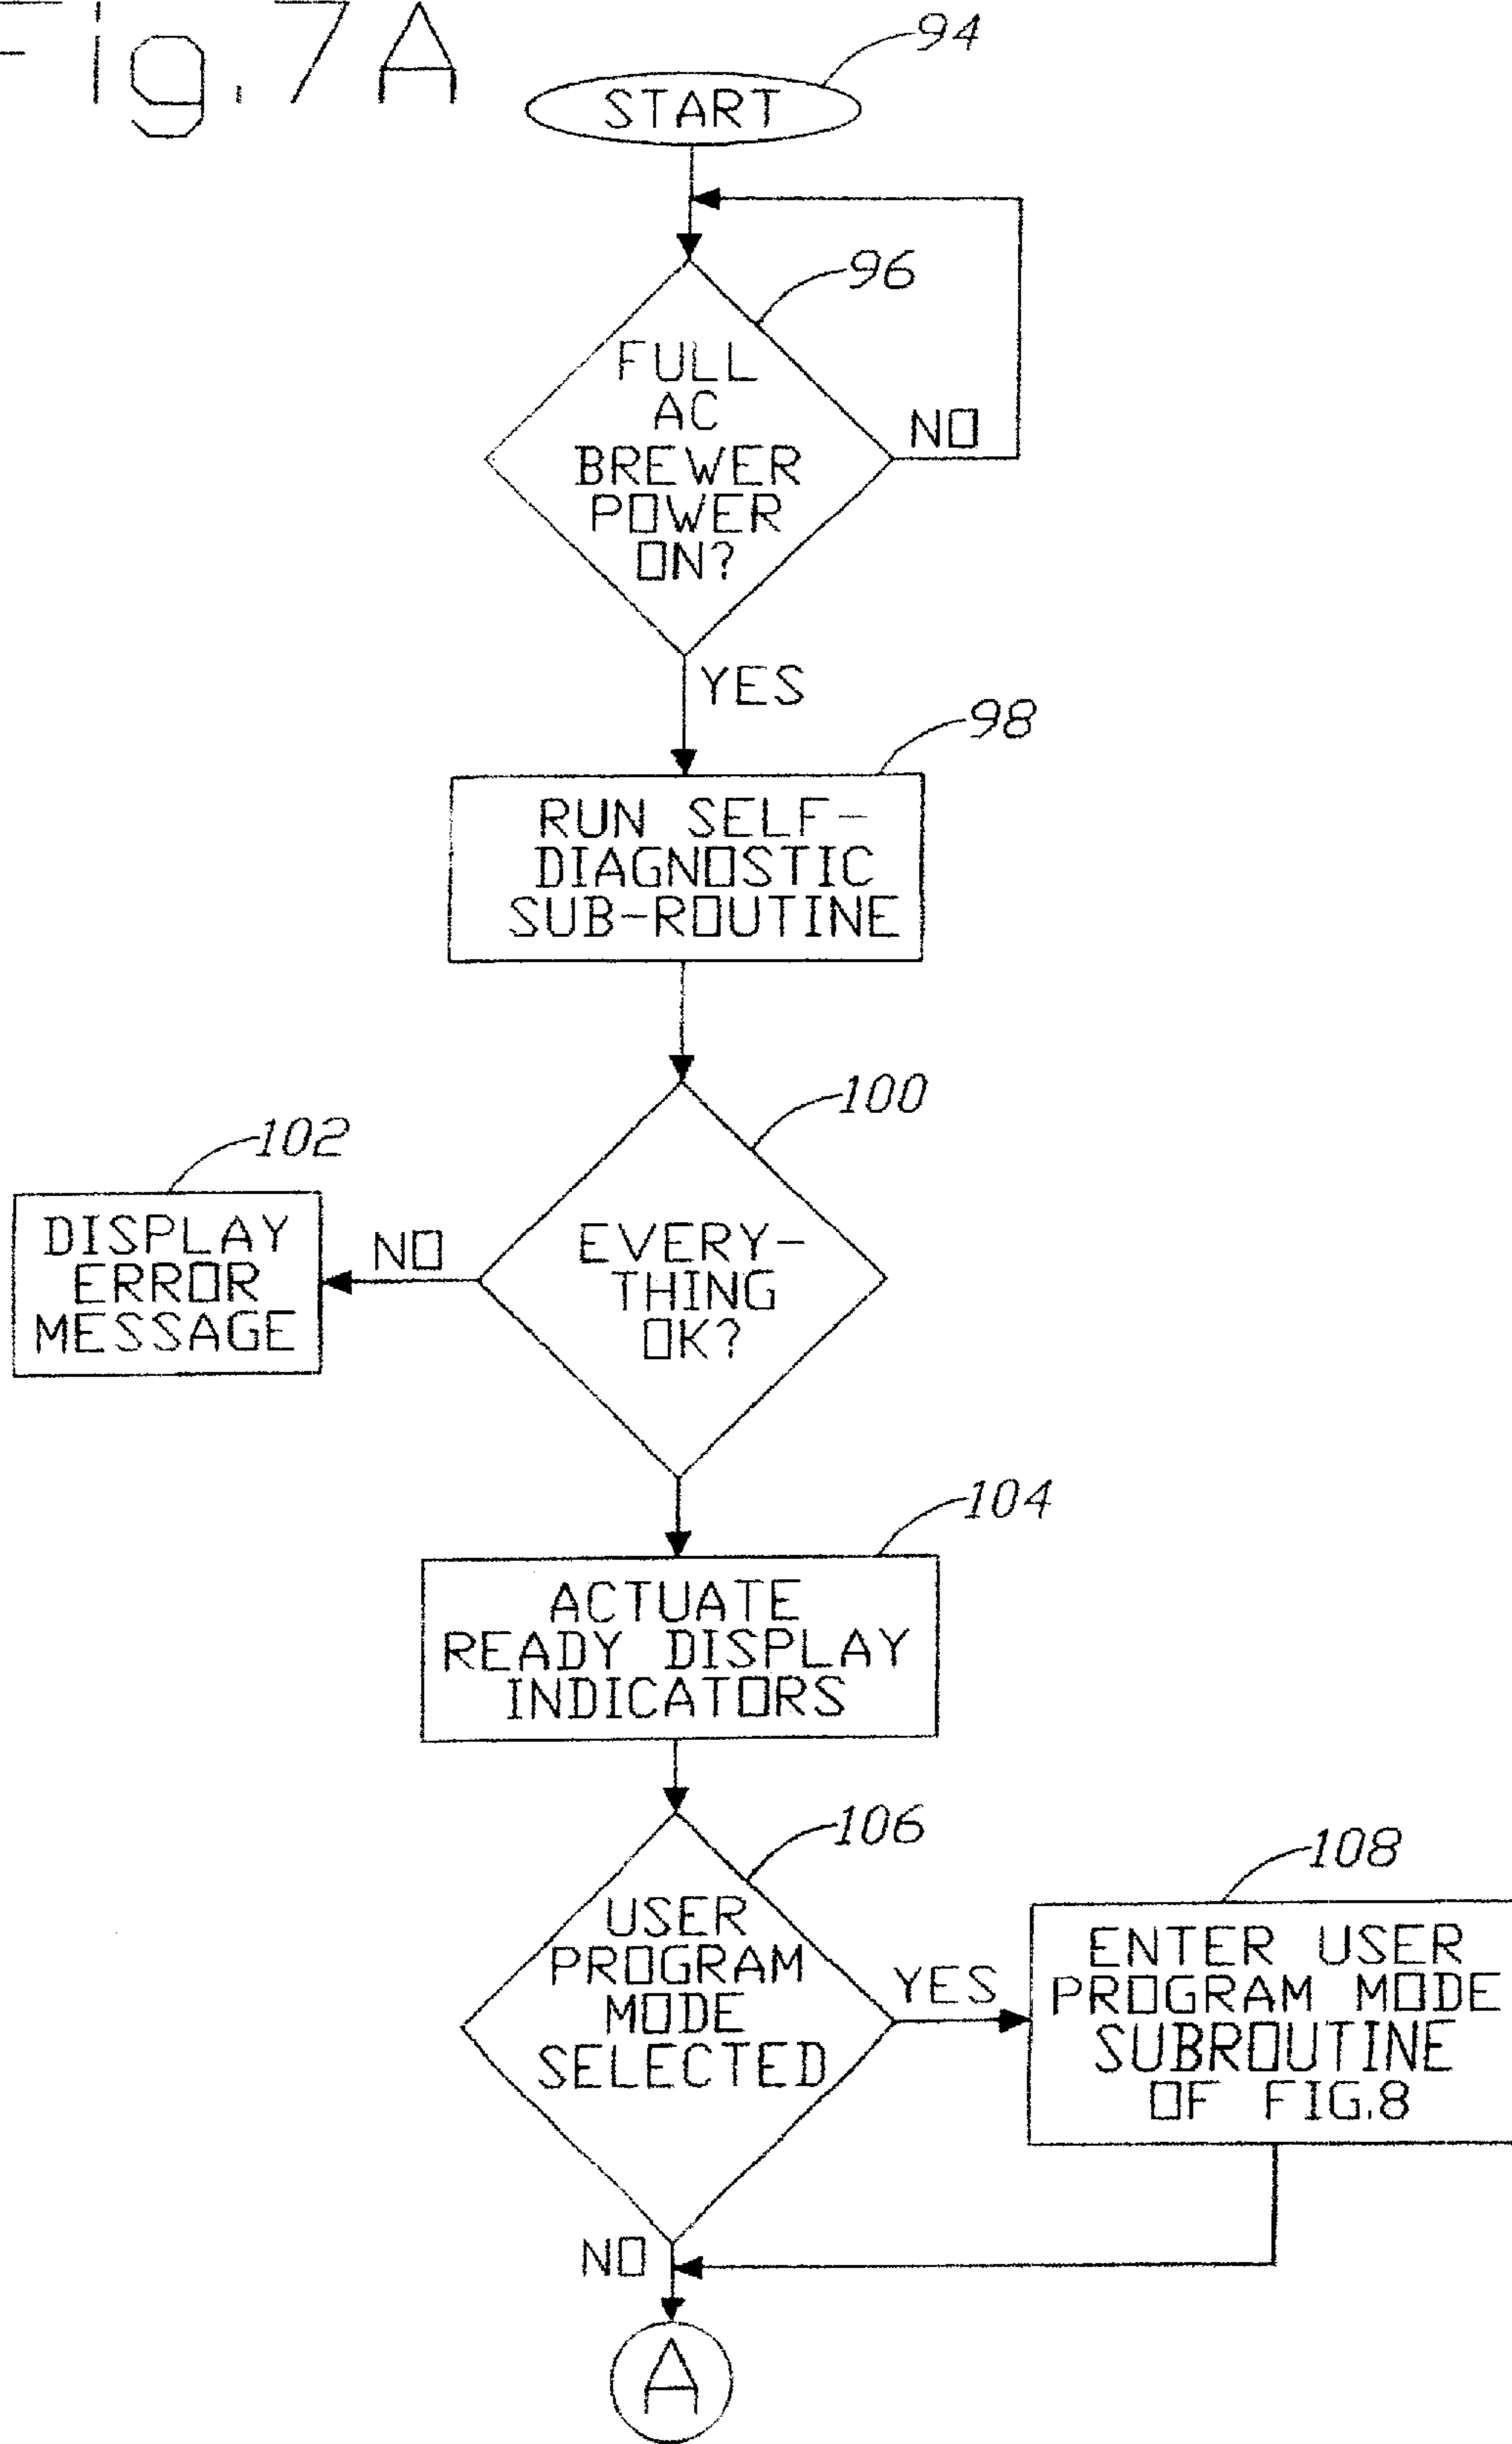 Fig. 7A
94
START
96
FULL
AC
BREWER
POWER
ON?
NO
YES
98
RUN SELF-
DIAGNOSTIC
SUB-ROUTINE
100
102
DISPLAY
ERROR
MESSAGE
NO
EVERY-
THING
OK?
104
ACTUATE
READY DISPLAY
INDICATORS
106
USER
PROGRAM
MODE
SELECTED
YES
108
ENTER USER
PROGRAM MODE
SUBROUTINE
OF FIG.8
NO
A